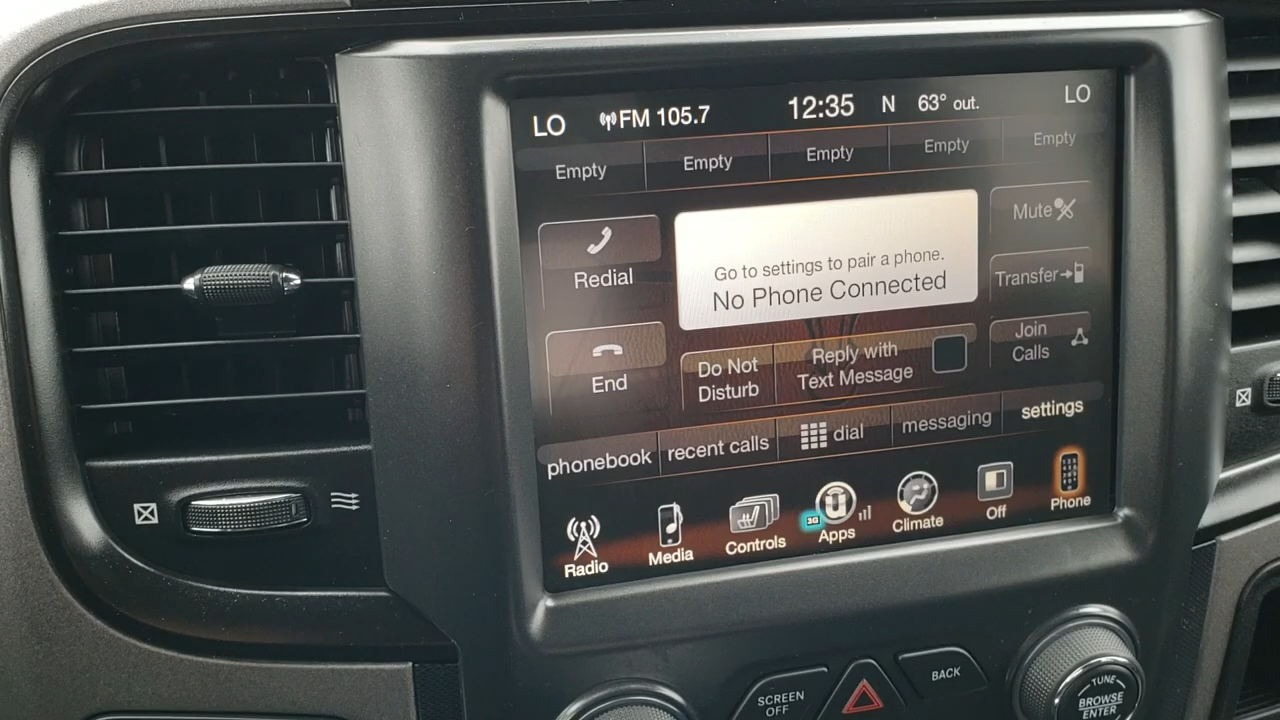 LO FM 105.7 12:35 N 63° out. LO
Empty Empty Empty Empty Empty
Redial
Go to settings to pair a phone.
No Phone Connected
Mute
Transfer
End
Do Not
Disturb
Reply with
Text Message
Join
Calls
phonebook recent calls dial messaging settings
Radio Media Controls 3G Apps Climate Off Phone
SCREEN
OFF
BACK
TUNE
BROWSE
ENTER